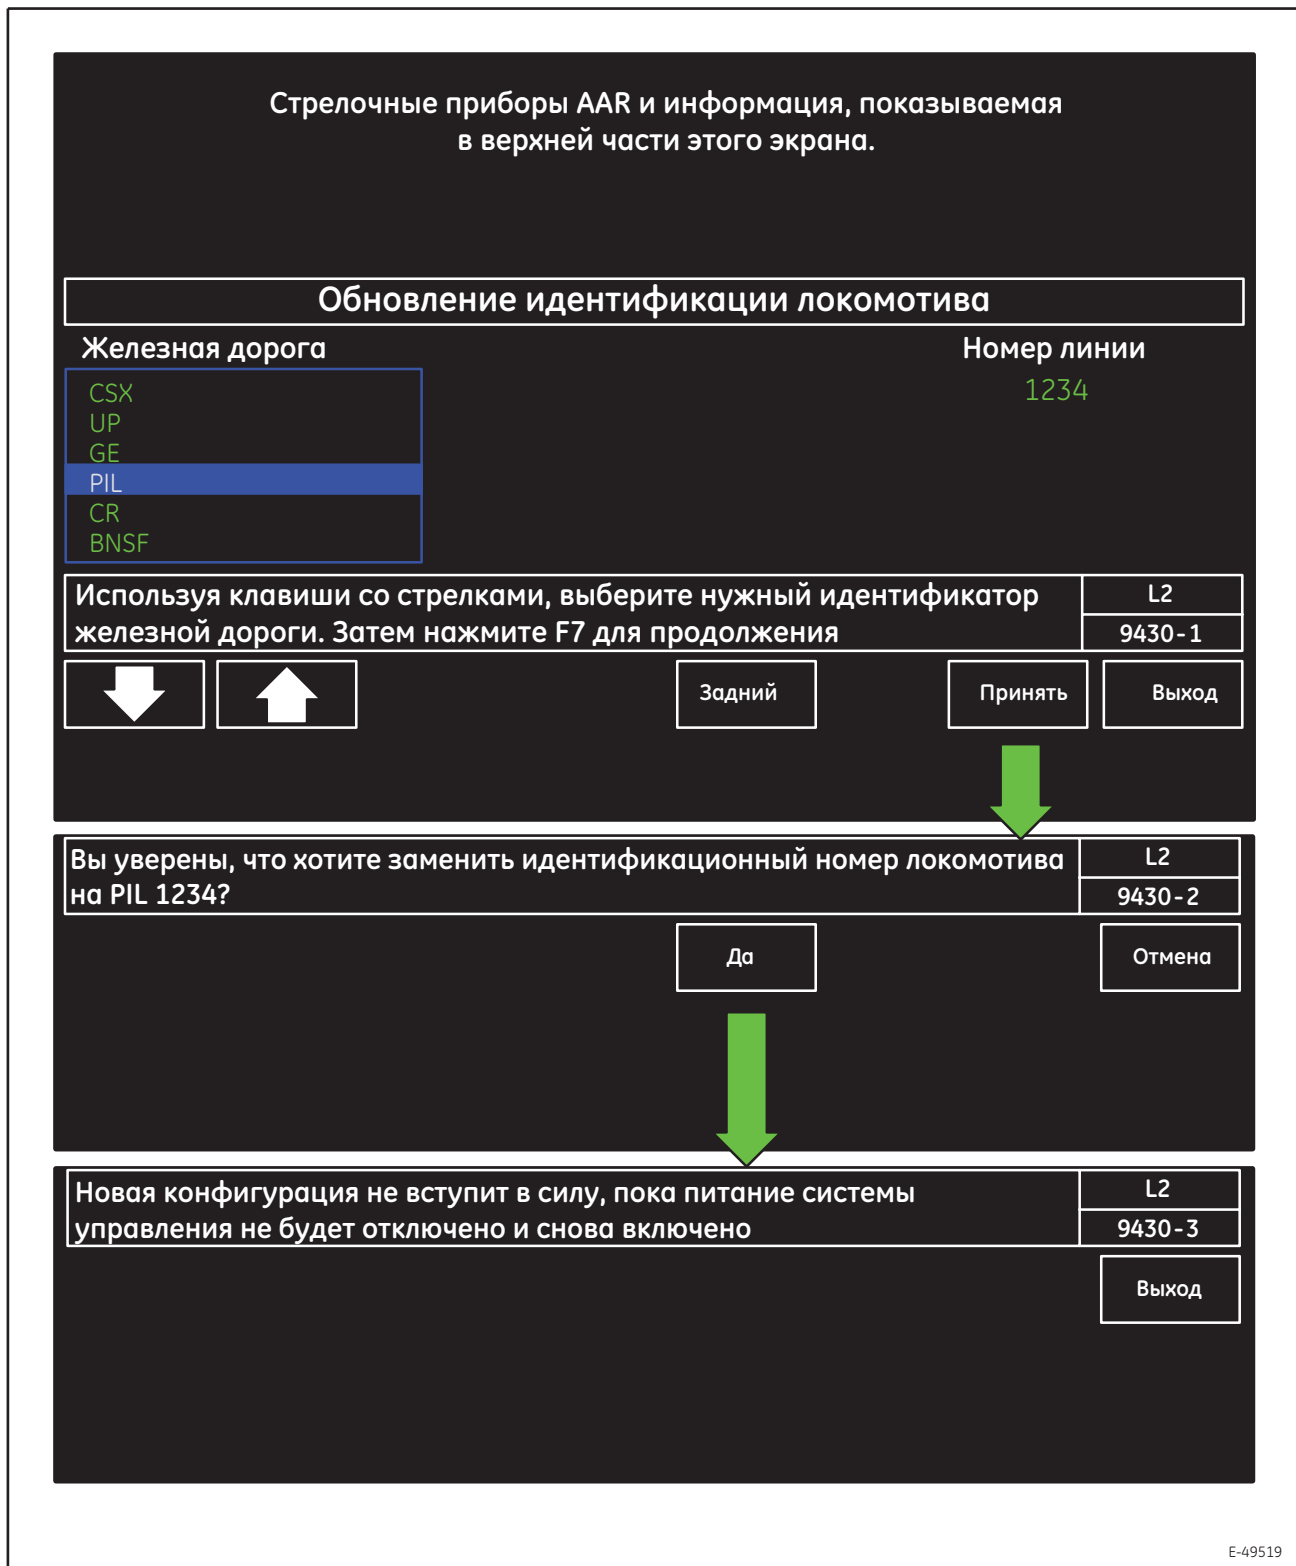 Стрелочные приборы AAR и информация, показываемая
в верхней части этого экрана.
Обновление идентификации локомотива
Железная дорога
Номер линии
CSX
1234
UP
GE
PIL
CR
BNSF
Используя клавиши со стрелками, выберите нужный идентификатор
железной дороги. Затем нажмите F7 для продолжения
L2
9430-1
Задний
Принять
Выход
Вы уверены, что хотите заменить идентификационный номер локомотива
на PIL 1234?
L2
9430-2
Да
Отмена
Новая конфигурация не вступит в силу, пока питание системы
управления не будет отключено и снова включено
L2
9430-3
Выход
E-49519